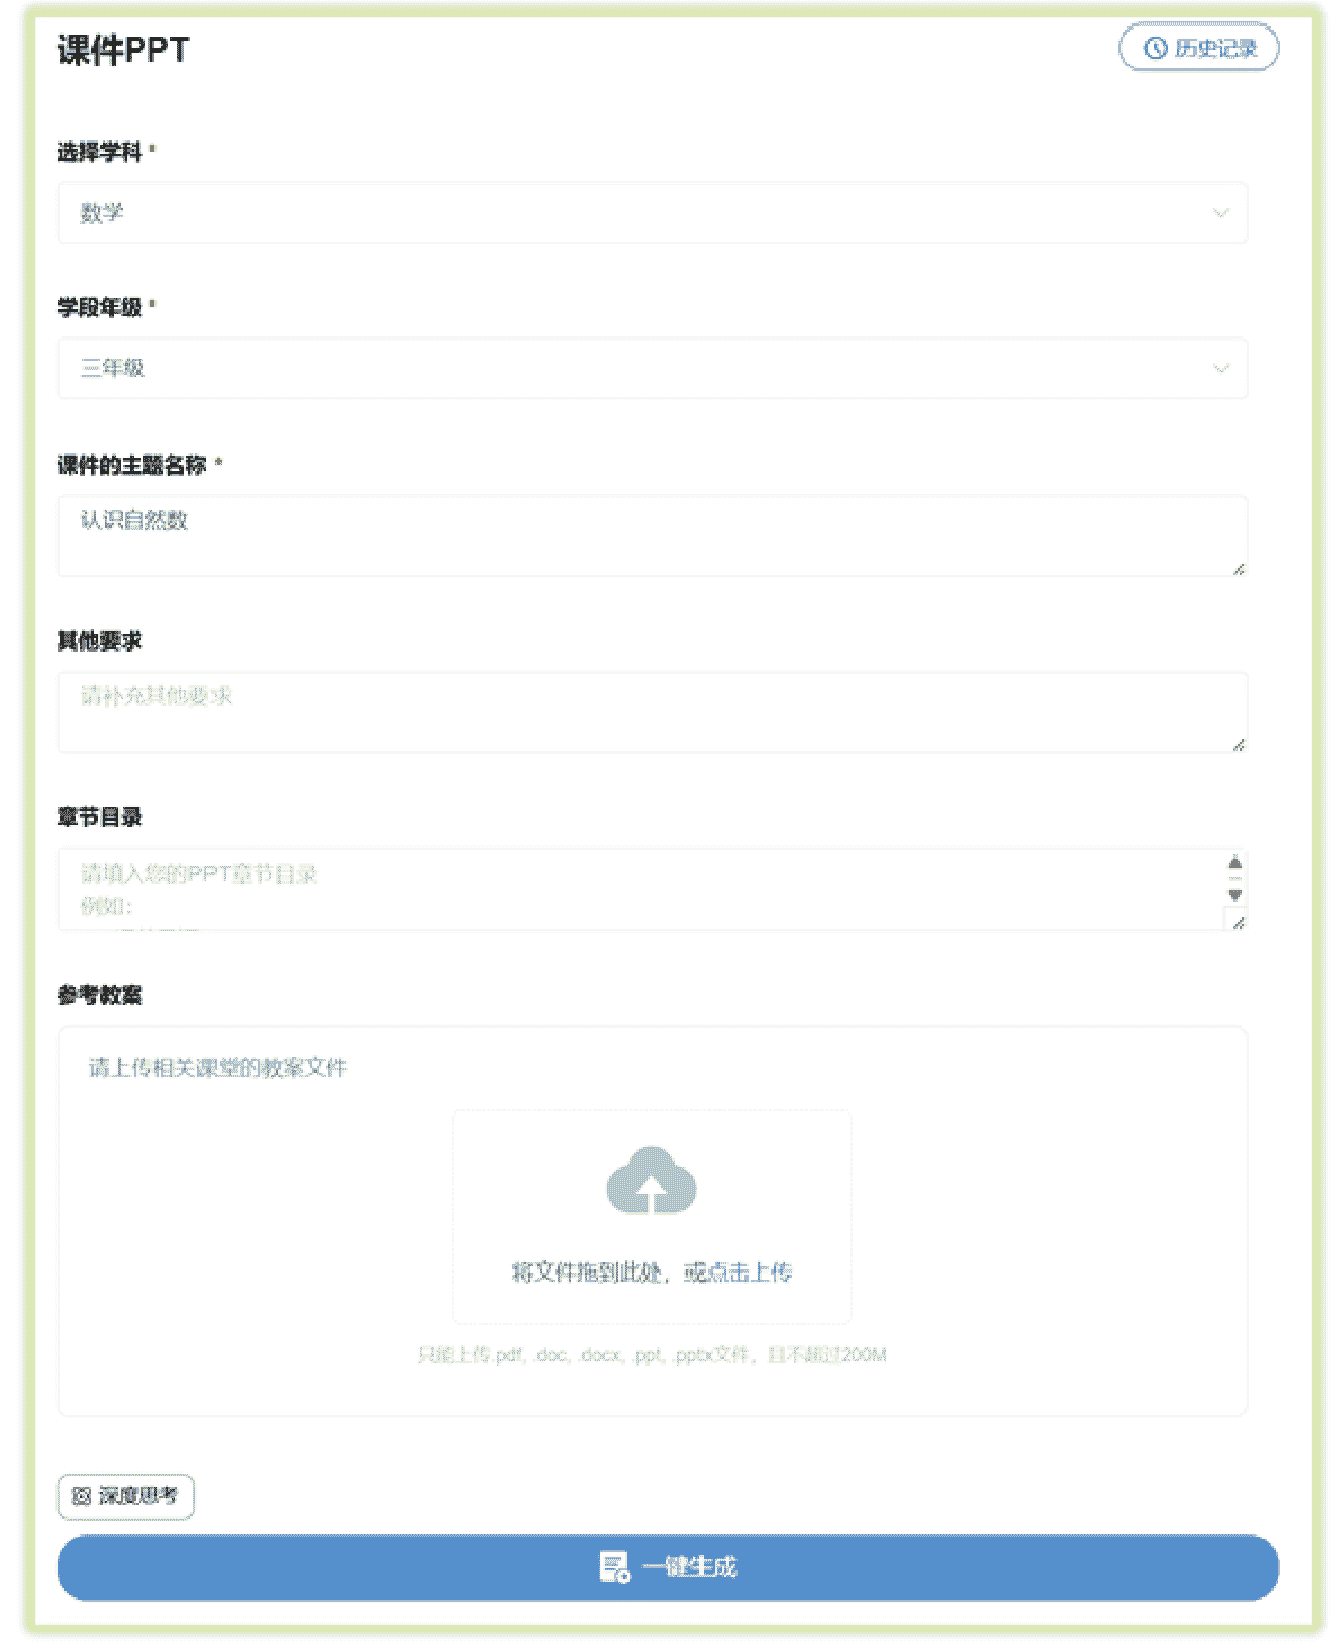 课件PPT
历史记录
选择学科 *
数学
学段年级 *
三年级
课件的主题名称 *
认识自然数
其他要求
请补充其他要求
章节目录
请填入您的PPT章节目录
例如：
参考教案
请上传相关课堂的教案文件
将文件拖到此处，或点击上传
只能上传.pdf, .doc, .docx, .ppt, .pptx文件，且不超过200M
深度思考
一键生成